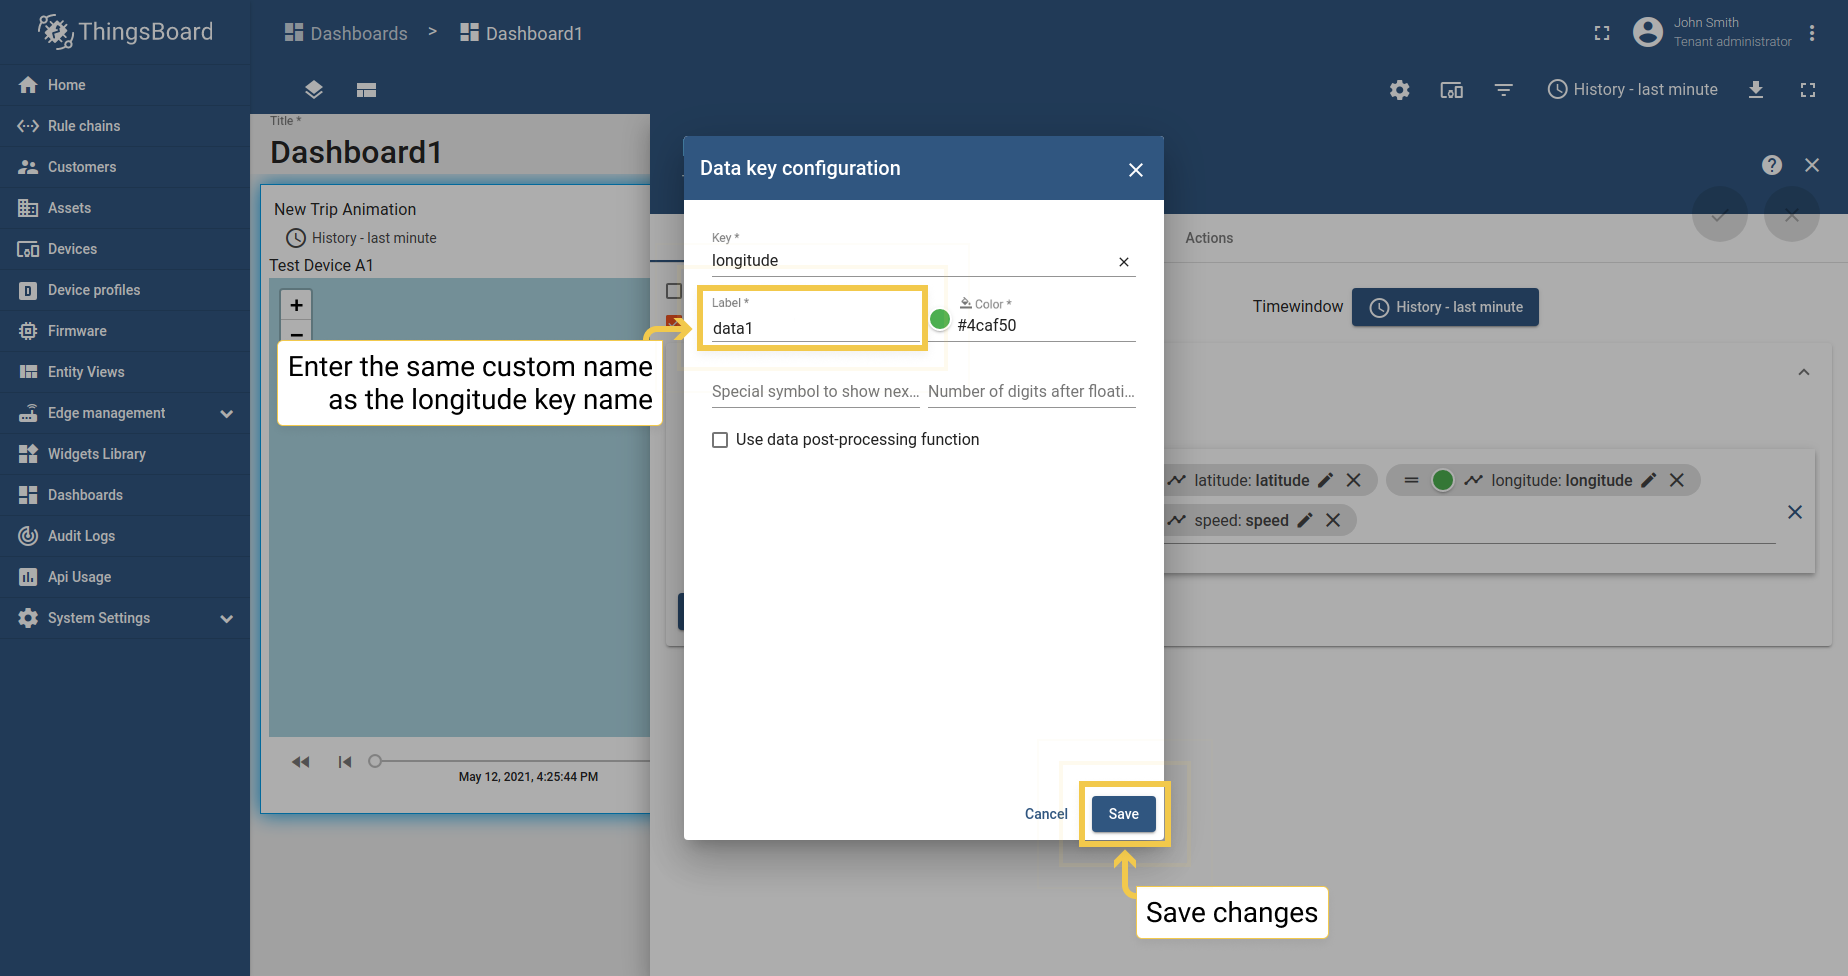 ThingsBoard
Dashboards > Dashboard1
John Smith
Tenant administrator
Home
Rule chains
Customers
Assets
Devices
Device profiles
Firmware
Entity Views
Edge management
Widgets Library
Dashboards
Audit Logs
Api Usage
System Settings
History - last minute
Title *
Dashboard1
New Trip Animation
History - last minute
Test Device A1
+
−
May 12, 2021, 4:25:44 PM
Enter the same custom name
as the longitude key name
Data key configuration
Key *
longitude
Label *
data1
Color *
#4caf50
Special symbol to show nex...
Number of digits after floati...
Use data post-processing function
Cancel
Save
Save changes
Actions
Timewindow
History - last minute
latitude: latitude
longitude: longitude
speed: speed